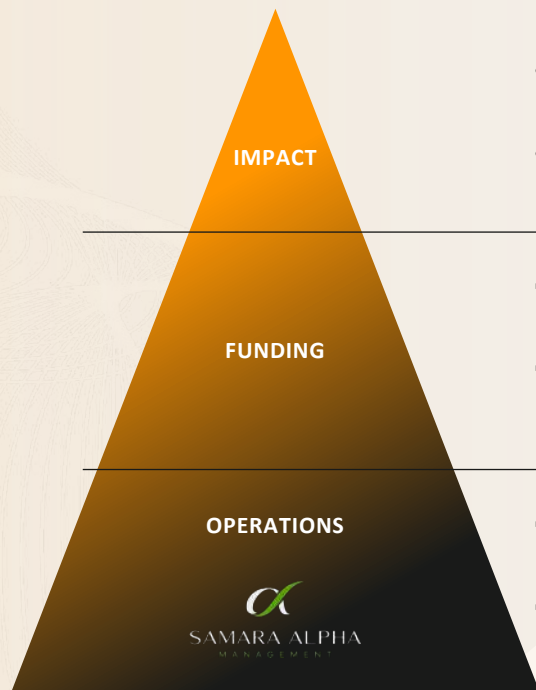 IMPACT
FUNDING
OPERATIONS
SAMARA ALPHA
MANAGEMENT